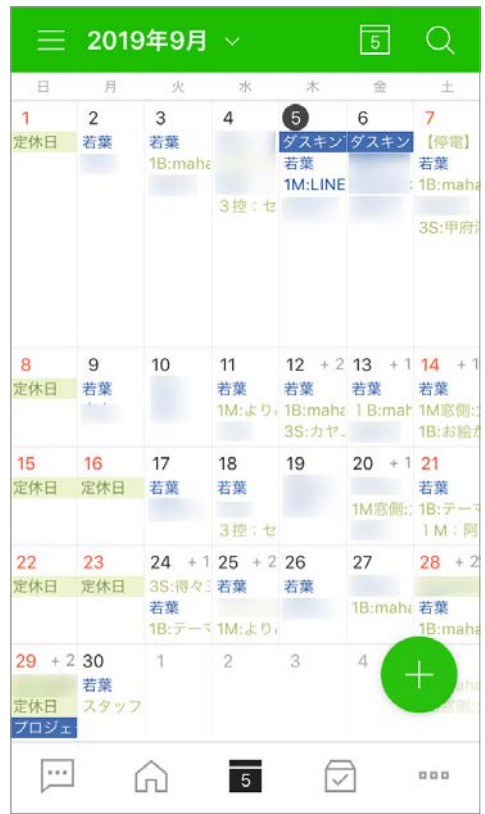 2019年9月
5
日 月 火 水 木 金 土
1 2 3 4 5 6 7
定休日 若葉 若葉 ダスキン ダスキン 【停電】
1B:maha 若葉 若葉
1M:LINE 1B:maha
3控:セ
3S:甲府
8 9 10 11 12 +2 13 +1 14 +1
定休日 若葉 若葉 若葉 若葉 若葉
1M:より 1B:maha 1B:mah 1M窓側:
3S:カヤ 1B:お絵か
15 16 17 18 19 20 +1 21
定休日 定休日 若葉 若葉 若葉
1M窓側: 1B:テーマ
3控:セ 1M:阿
22 23 24 +1 25 +2 26 27 28 +2
定休日 定休日 3S:得々三 若葉 若葉
若葉 1B:maha 若葉
1B:テーマ 1M:より 1B:maha
29 +2 30 1 2 3 4
若葉
定休日 スタッフ
プロジェ
5